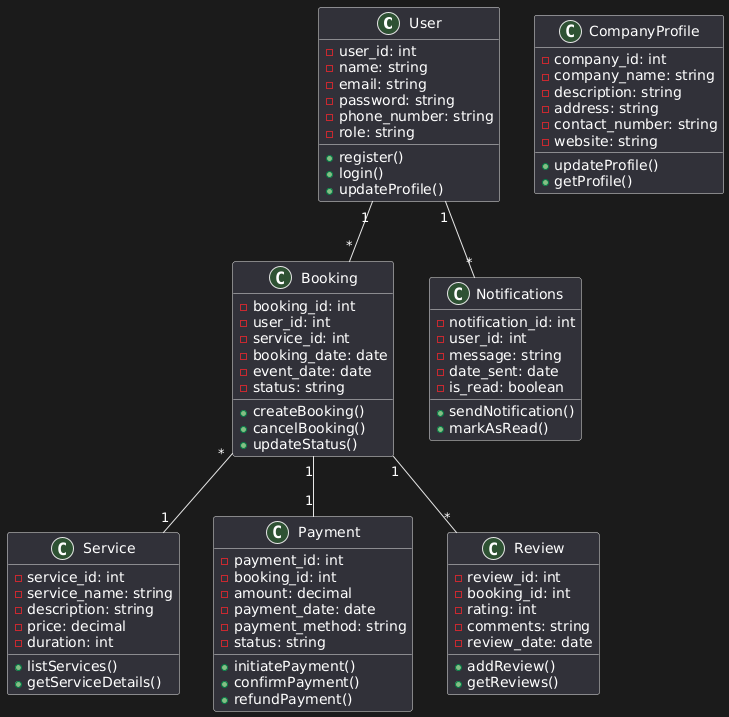 C User
user_id: int
name: string
email: string
password: string
phone_number: string
role: string
register()
login()
updateProfile()
C CompanyProfile
company_id: int
company_name: string
description: string
address: string
contact_number: string
website: string
updateProfile()
getProfile()
1
*
1
*
C Booking
booking_id: int
user_id: int
service_id: int
booking_date: date
event_date: date
status: string
createBooking()
cancelBooking()
updateStatus()
C Notifications
notification_id: int
user_id: int
message: string
date_sent: date
is_read: boolean
sendNotification()
markAsRead()
*
1
1
1
1
*
C Service
service_id: int
service_name: string
description: string
price: decimal
duration: int
listServices()
getServiceDetails()
C Payment
payment_id: int
booking_id: int
amount: decimal
payment_date: date
payment_method: string
status: string
initiatePayment()
confirmPayment()
refundPayment()
C Review
review_id: int
booking_id: int
rating: int
comments: string
review_date: date
addReview()
getReviews()